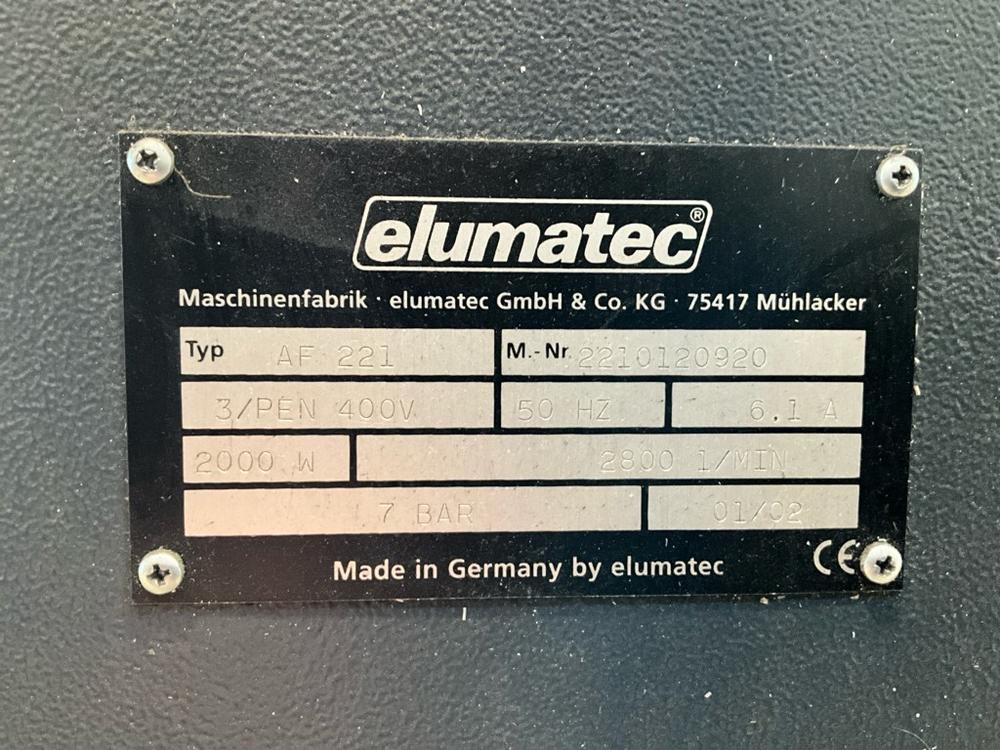 elumatec®
Maschinenfabrik · elumatec GmbH & Co. KG · 75417 Mühlacker
Typ AF 221 M.-Nr 2210120920
3/PEN 400V 50 HZ 6.1 A
2000 W 2800 1/MIN
7 BAR 01/02
Made in Germany by elumatec CE